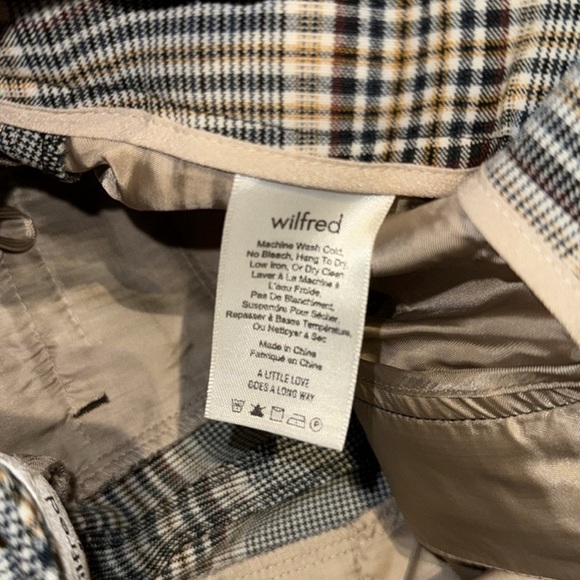 wilfred
Machine Wash Cold,
No Bleach, Hang To Dry,
Low Iron, Or Dry Clean
Laver À La Machine à
L'eau Froide,
Pas De Blanchiment,
Suspendre Pour Sécher,
Repasser à Basse Température,
Ou Nettoyer à Sec
Made in China
Fabriqué en Chine
A LITTLE LOVE
GOES A LONG WAY
P